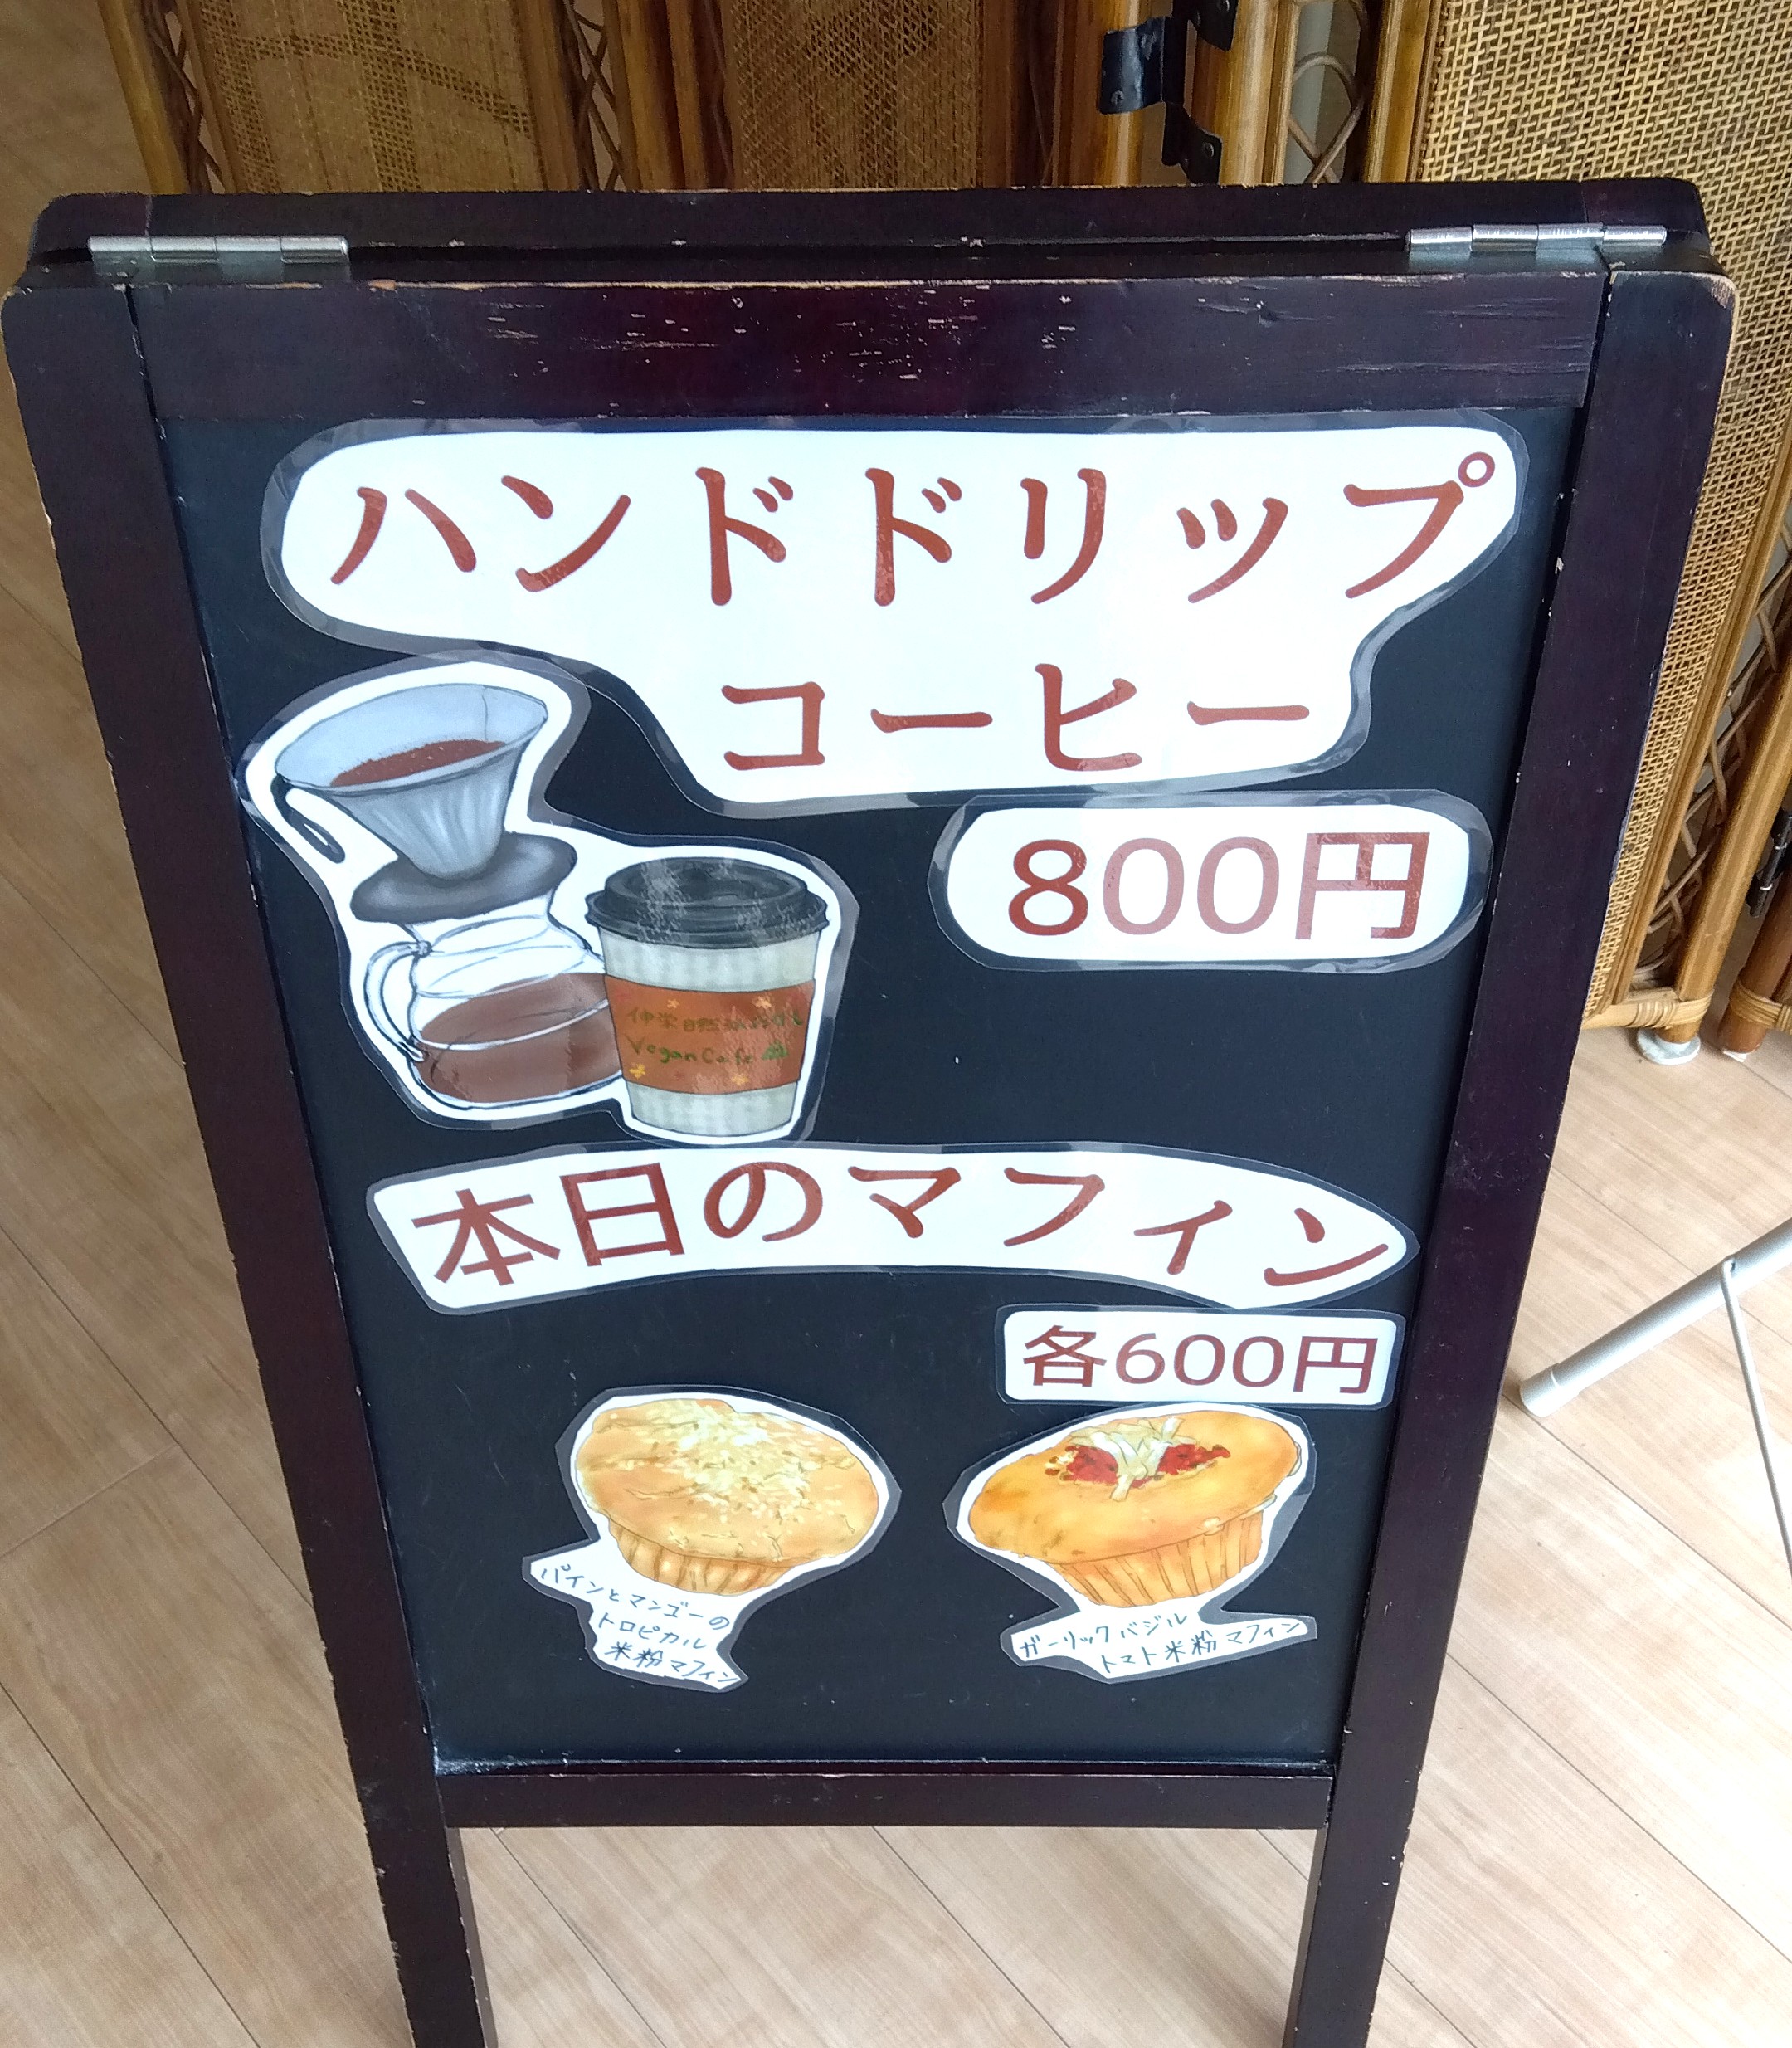 ハンドドリップ
コーヒー
800円
Vegan Cafe
本日のマフィン
各600円
パインとマンゴーの
トロピカル
米粉マフィン
ガーリックバジル
トマト米粉マフィン